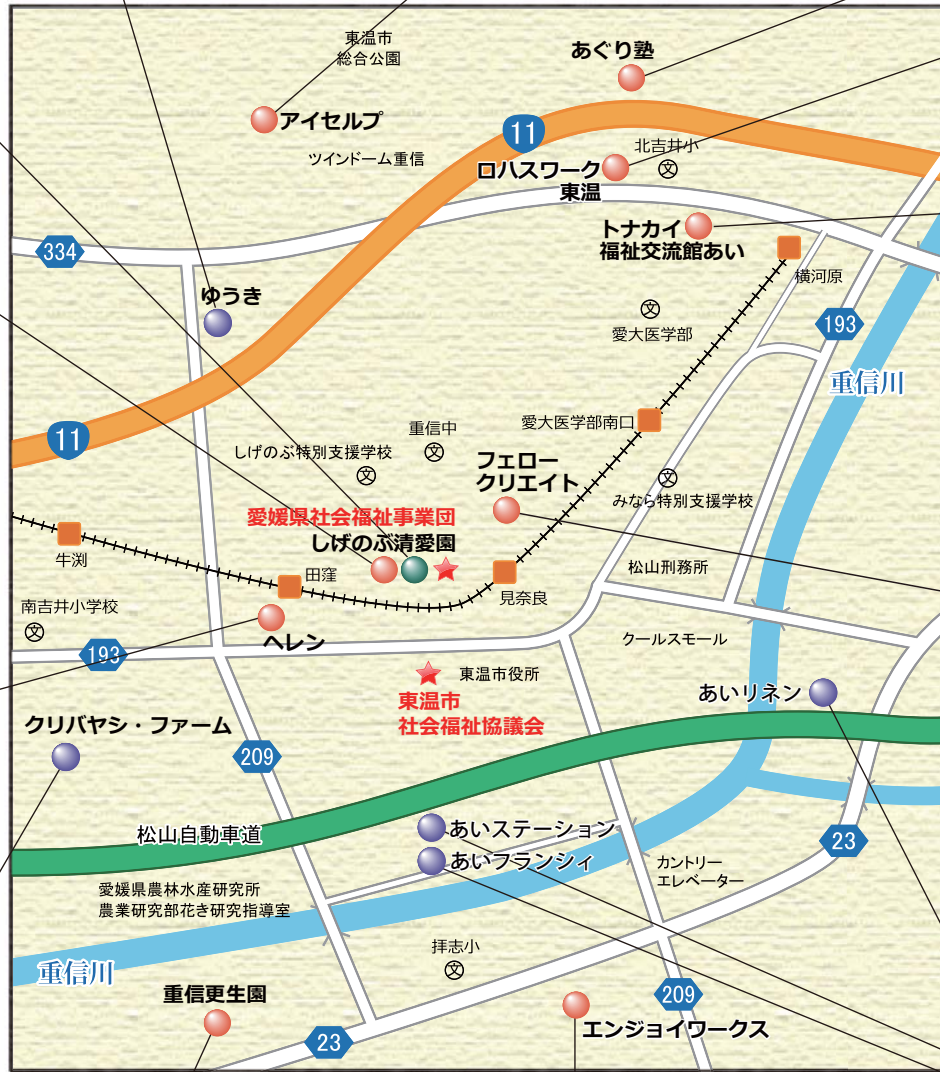 東温市
総合公園
あぐり塾
アイセルプ
11
北吉井小
文
ツインドーム重信
ロハスワーク
東温
トナカイ
福祉交流館あい
334
横河原
ゆうき
文
愛大医学部
193
重信川
11
重信中
文
愛大医学部南口
しげのぶ特別支援学校
文
フェロー
クリエイト
文
みなら特別支援学校
愛媛県社会福祉事業団
しげのぶ清愛園
牛渕
田窪
見奈良
松山刑務所
南吉井小学校
文
ヘレン
193
クールスモール
東温市役所
東温市
社会福祉協議会
あいリネン
クリバヤシ・ファーム
209
松山自動車道
あいステーション
あいフランシィ
23
カントリー
エレベーター
愛媛県農林水産研究所
農業研究部花き研究指導室
拝志小
文
重信川
重信更生園
209
エンジョイワークス
23